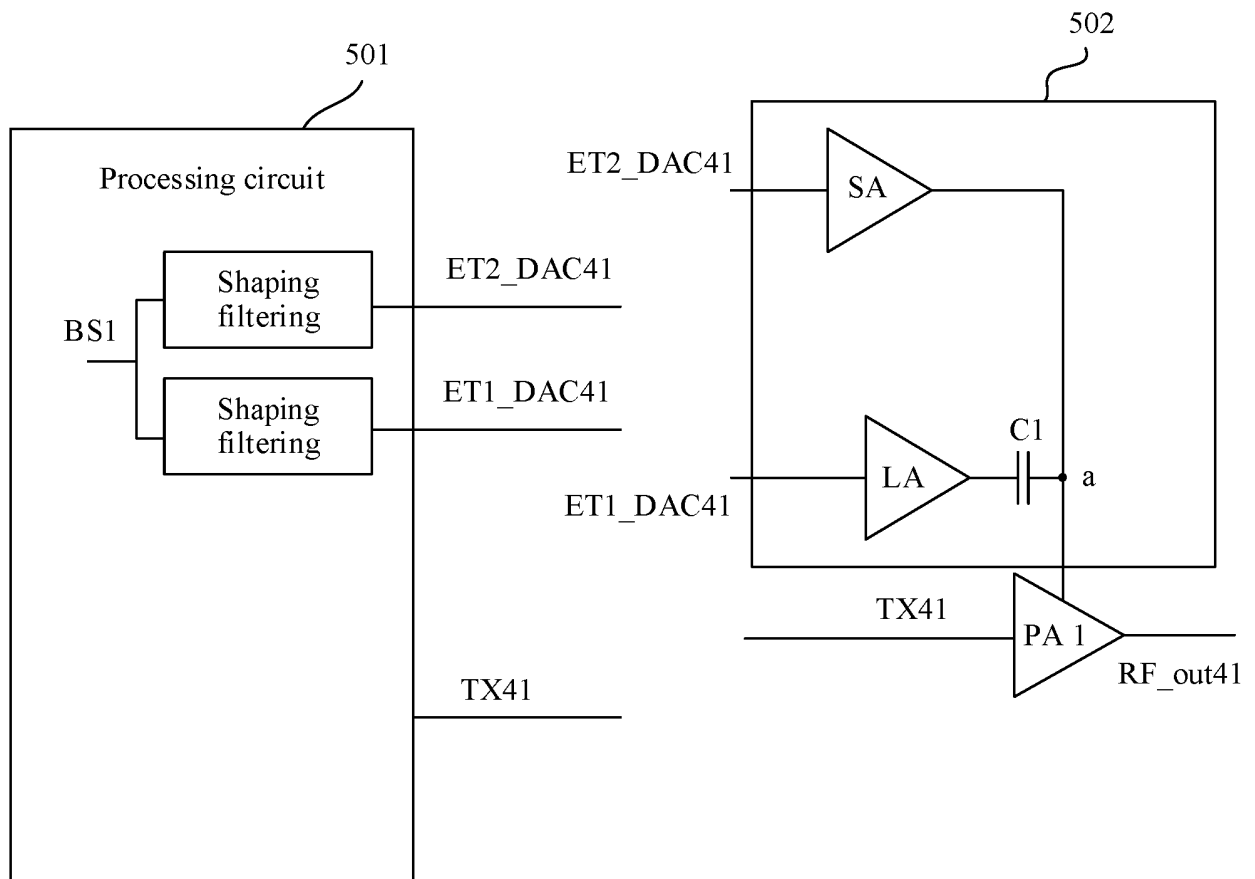 501
Processing circuit
BS1
Shaping
filtering
Shaping
filtering
ET2_DAC41
ET1_DAC41
TX41
502
ET2_DAC41
SA
C1
LA
a
ET1_DAC41
TX41
PA 1
RF_out41